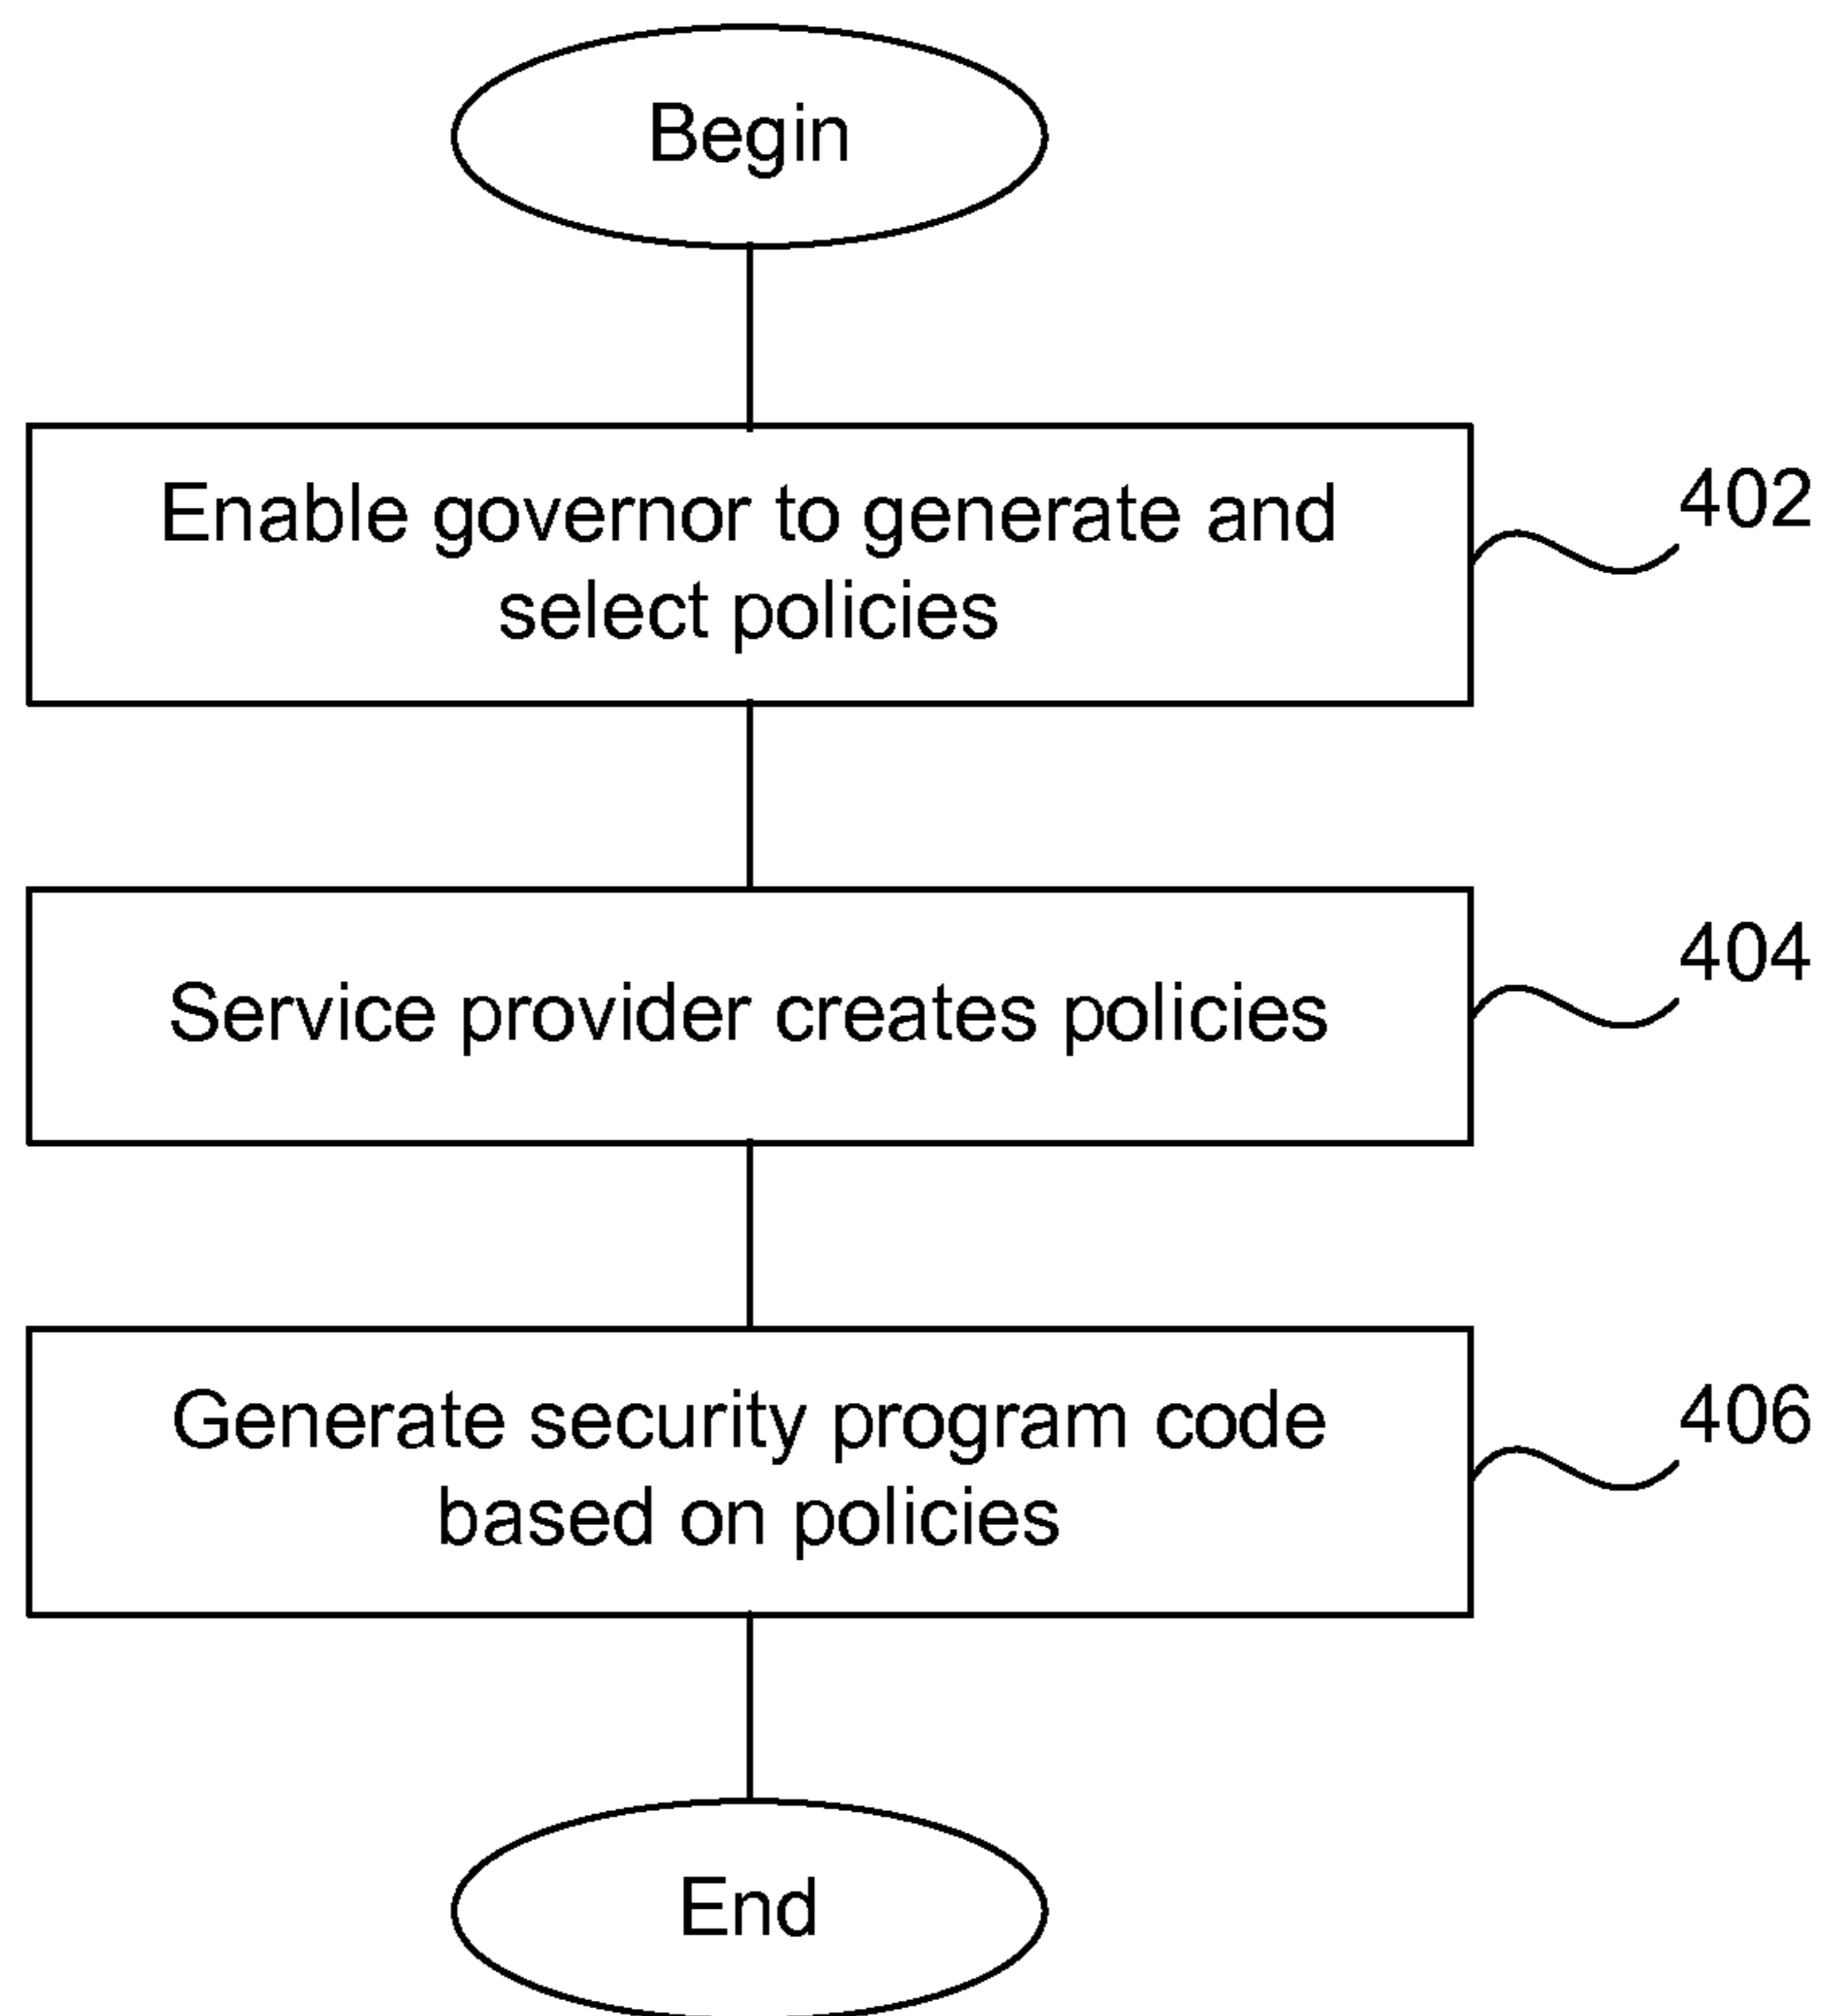 Begin
Enable governor to generate and
select policies
402
Service provider creates policies
404
Generate security program code
based on policies
406
End